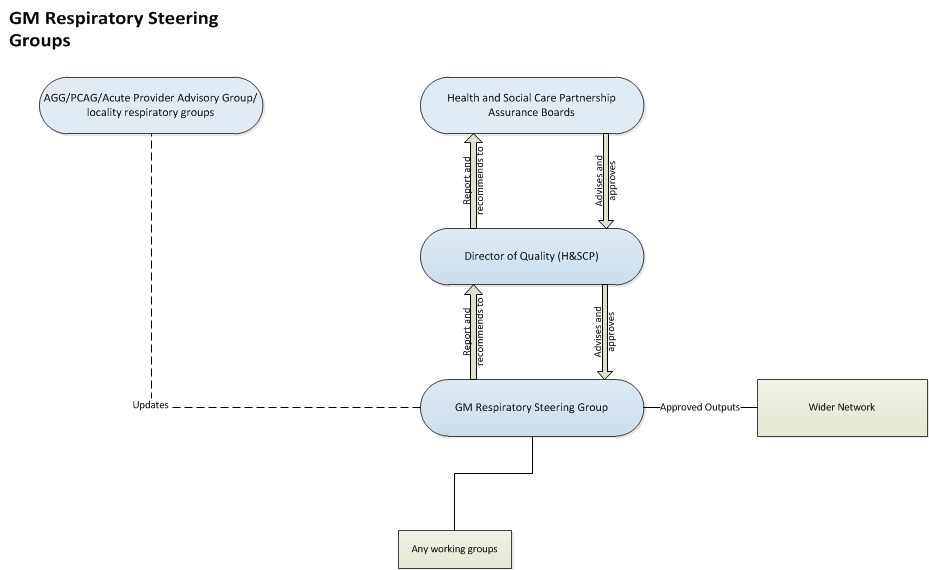 GM Respiratory Steering
Groups
AGG/PCAG/Acute Provider Advisory Group/
locality respiratory groups
Health and Social Care Partnership
Assurance Boards
Report and
recommends to
Advises and
approves
Director of Quality (H&SCP)
Report and
recommends to
Advises and
approves
Updates
GM Respiratory Steering Group
Approved Outputs
Wider Network
Any working groups